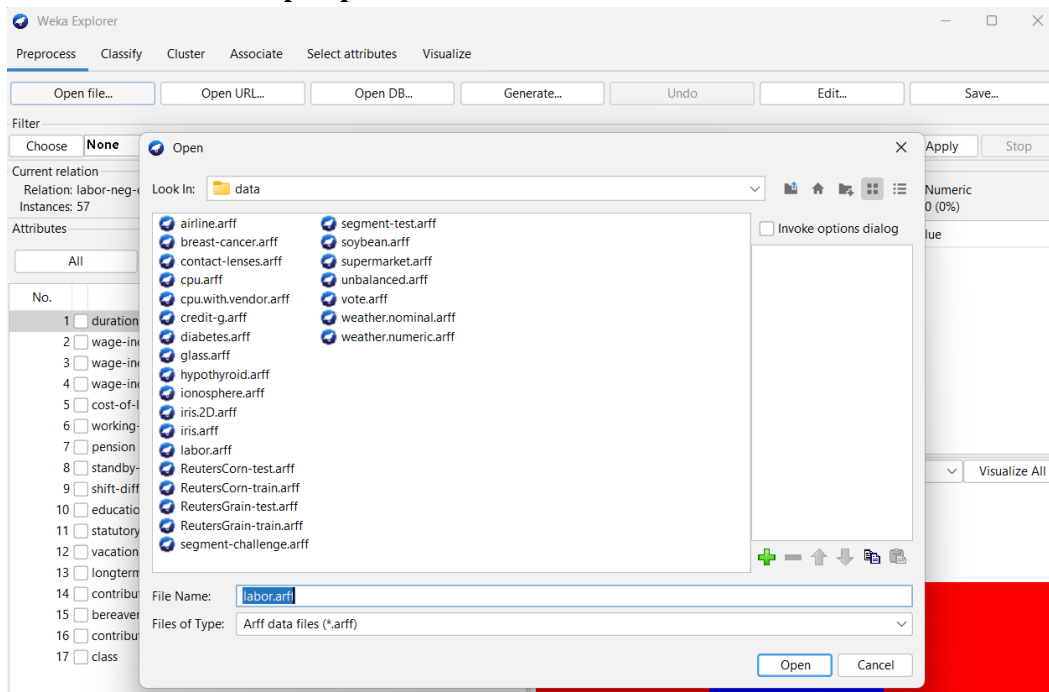 Weka Explorer
Preprocess Classify Cluster Associate Select attributes Visualize
Open file... Open URL... Open DB... Generate... Undo Edit... Save...
Filter
Choose None Apply Stop
Current relation
Relation: labor-neg- Numeric
Instances: 57 0 (0%)
Attributes lue
All
No.
1 duration
2 wage-in
3 wage-in
4 wage-in
5 cost-of-l
6 working-
7 pension
8 standby-
9 shift-diff
10 educatio
11 statutory
12 vacation
13 longterm
14 contribu
15 bereaver
16 contribu
17 class
Visualize All
Open
Look In: data
airline.arff
breast-cancer.arff
contact-lenses.arff
cpu.arff
cpu.with.vendor.arff
credit-g.arff
diabetes.arff
glass.arff
hypothyroid.arff
ionosphere.arff
iris.2D.arff
iris.arff
labor.arff
ReutersCorn-test.arff
ReutersCorn-train.arff
ReutersGrain-test.arff
ReutersGrain-train.arff
segment-challenge.arff
segment-test.arff
soybean.arff
supermarket.arff
unbalanced.arff
vote.arff
weather.nominal.arff
weather.numeric.arff
Invoke options dialog
File Name: labor.arff
Files of Type: Arff data files (*.arff)
Open Cancel